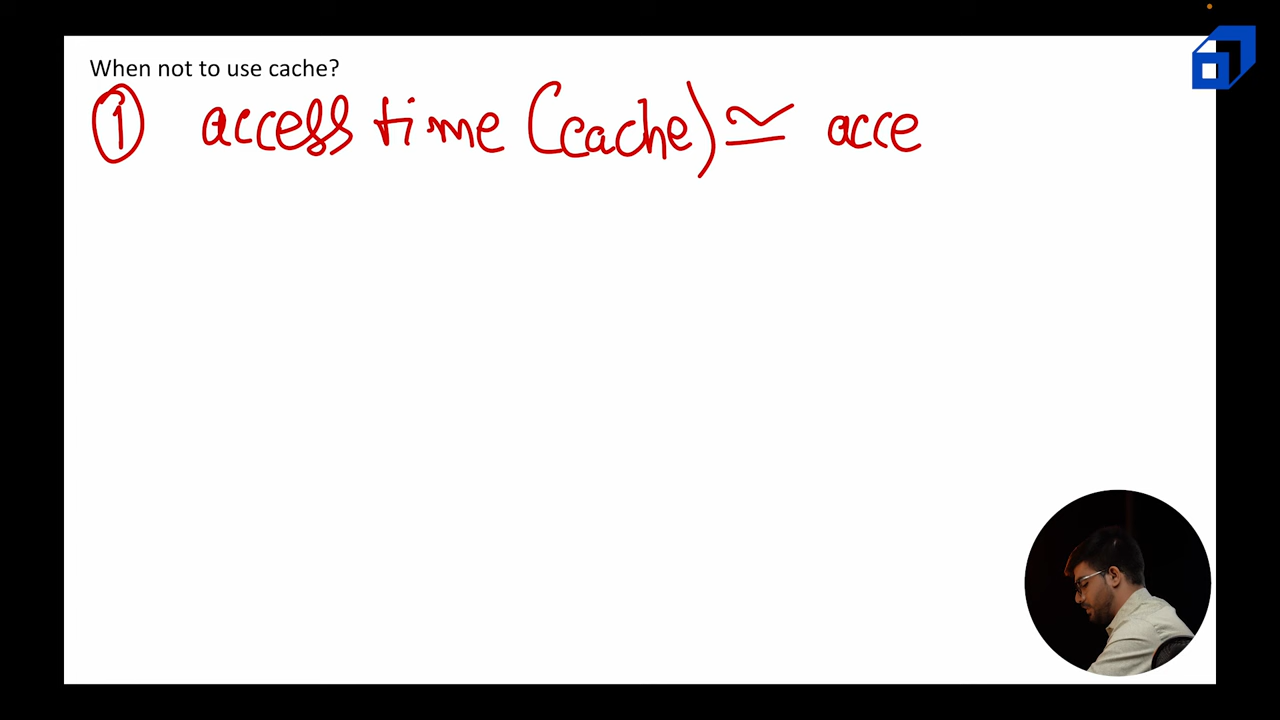 When not to use cache?
① access time (cache) ≃ acce